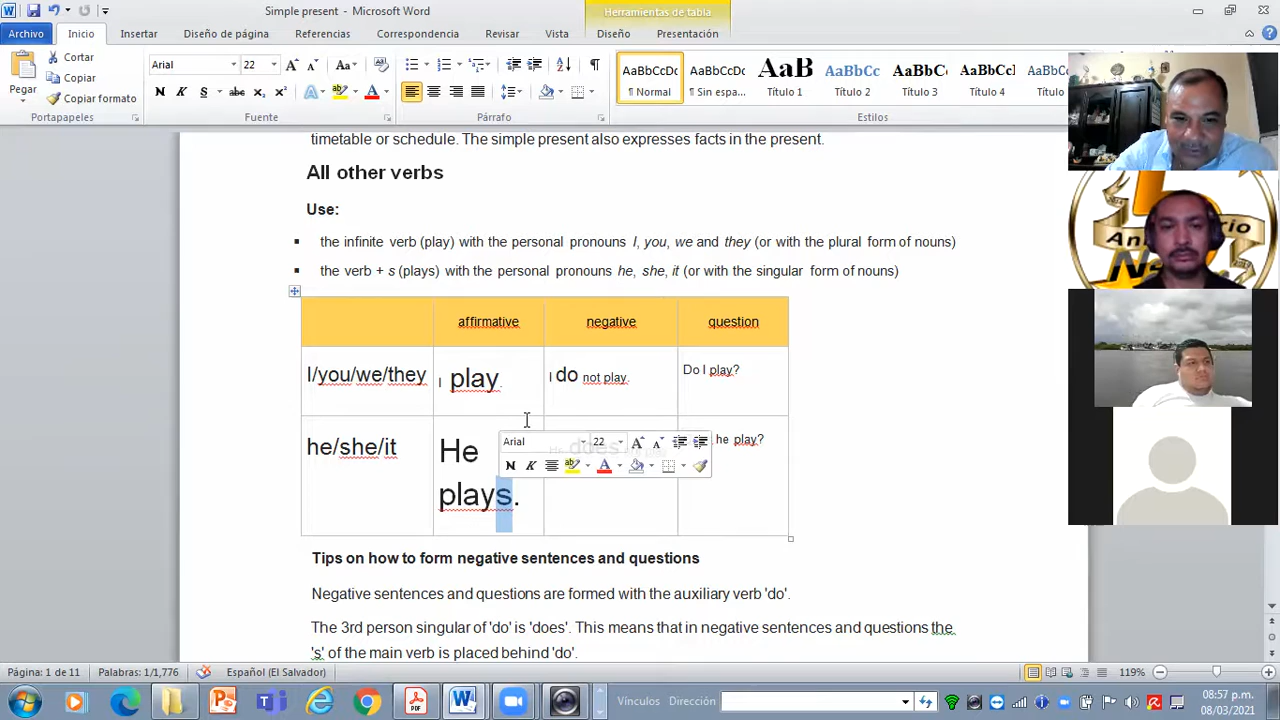 Simple present - Microsoft Word
Herramientas de tabla
Archivo Inicio Insertar Diseño de página Referencias Correspondencia Revisar Vista Diseño Presentación
Pegar
Cortar
Copiar
Copiar formato
Portapapeles
Arial 22
Fuente
Párrafo
AaBbCcDc AaBbCcDc AaB AaBbCc AaBbCc AaBbCcI AaBbCcDc
¶ Normal ¶ Sin espa... Título 1 Título 2 Título 3 Título 4 Título
Estilos
timetable or schedule. The simple present also expresses facts in the present.
All other verbs
Use:
the infinite verb (play) with the personal pronouns I, you, we and they (or with the plural form of nouns)
the verb + s (plays) with the personal pronouns he, she, it (or with the singular form of nouns)
affirmative negative question
I/you/we/they I play. I do not play. Do I play?
he/she/it He
plays.
does
he play?
Arial 22
Tips on how to form negative sentences and questions
Negative sentences and questions are formed with the auxiliary verb 'do'.
The 3rd person singular of 'do' is 'does'. This means that in negative sentences and questions the
's' of the main verb is placed behind 'do'.
Página: 1 de 11 Palabras: 1/1,776 Español (El Salvador) 119%
Vínculos Dirección
08:57 p.m.
08/03/2021